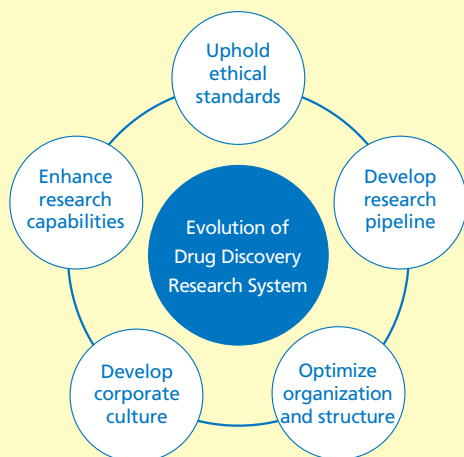 Uphold
ethical
standards
Enhance
research
capabilities
Develop
research
pipeline
Evolution of
Drug Discovery
Research System
Develop
corporate
culture
Optimize
organization
and structure